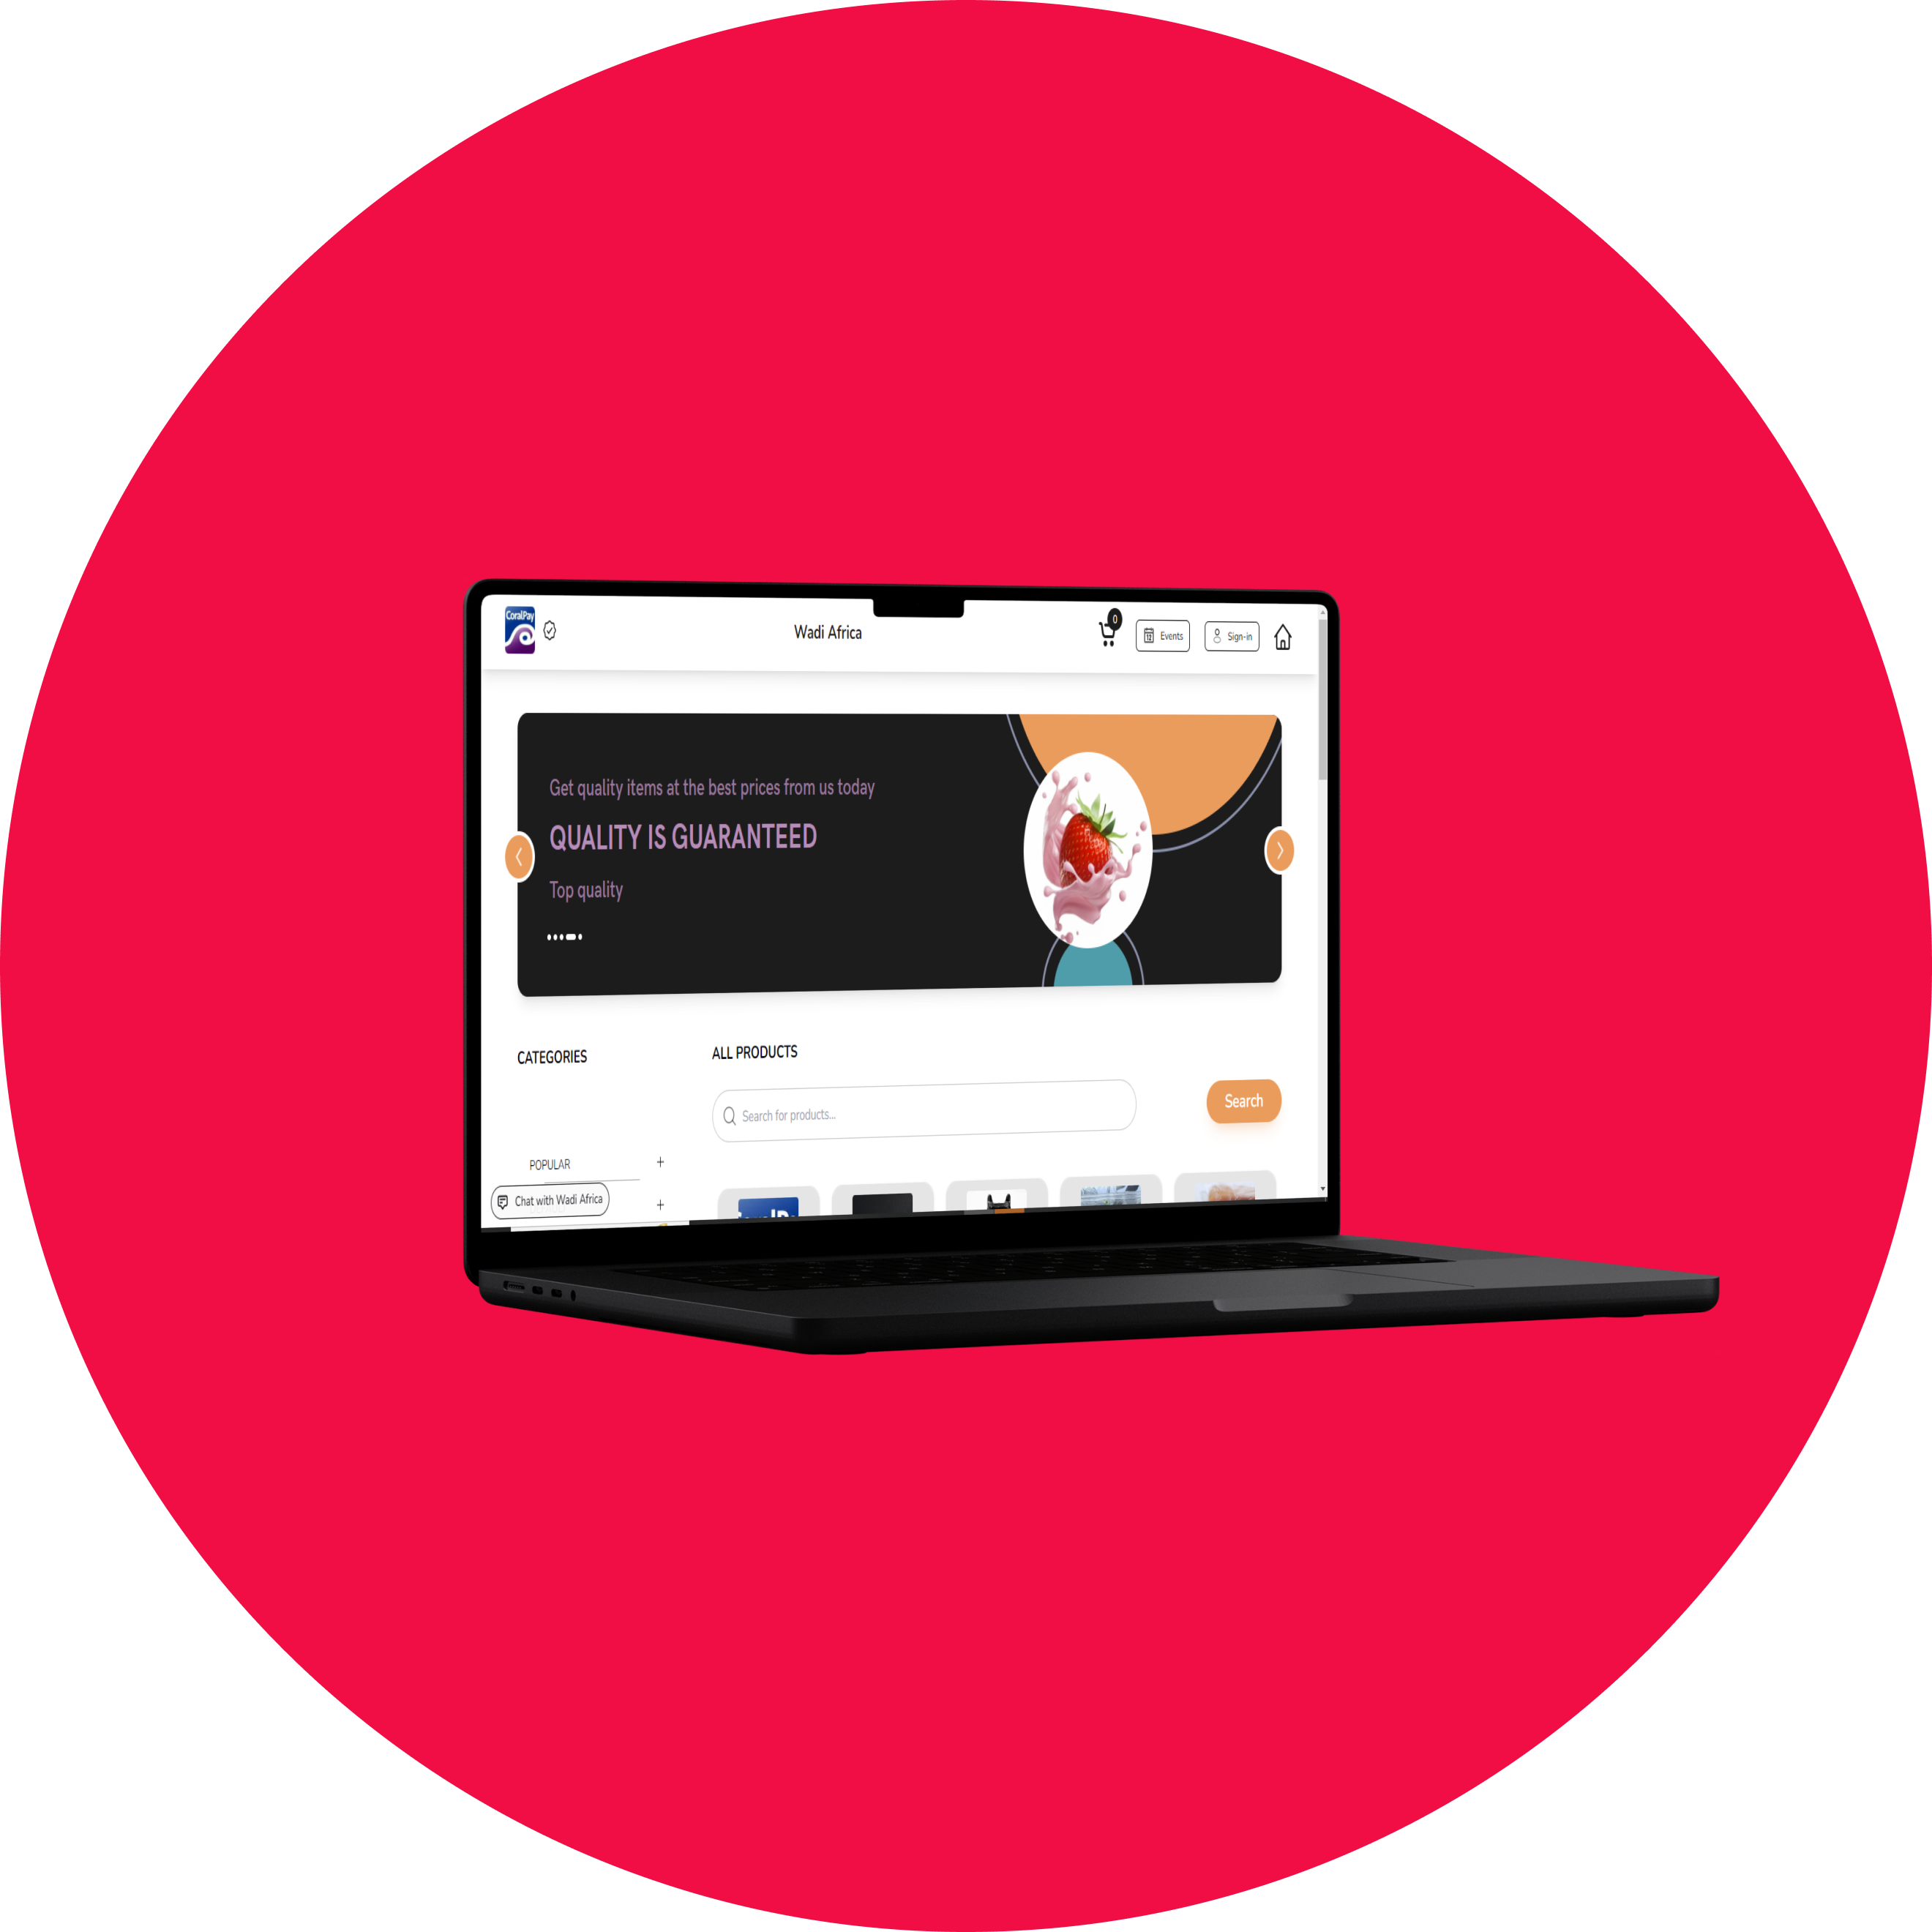 CoralPay
Wadi Africa
0
Events
Sign-in
Get quality items at the best prices from us today
QUALITY IS GUARANTEED
Top quality
CATEGORIES
ALL PRODUCTS
Search for products...
Search
POPULAR
+
Chat with Wadi Africa
+